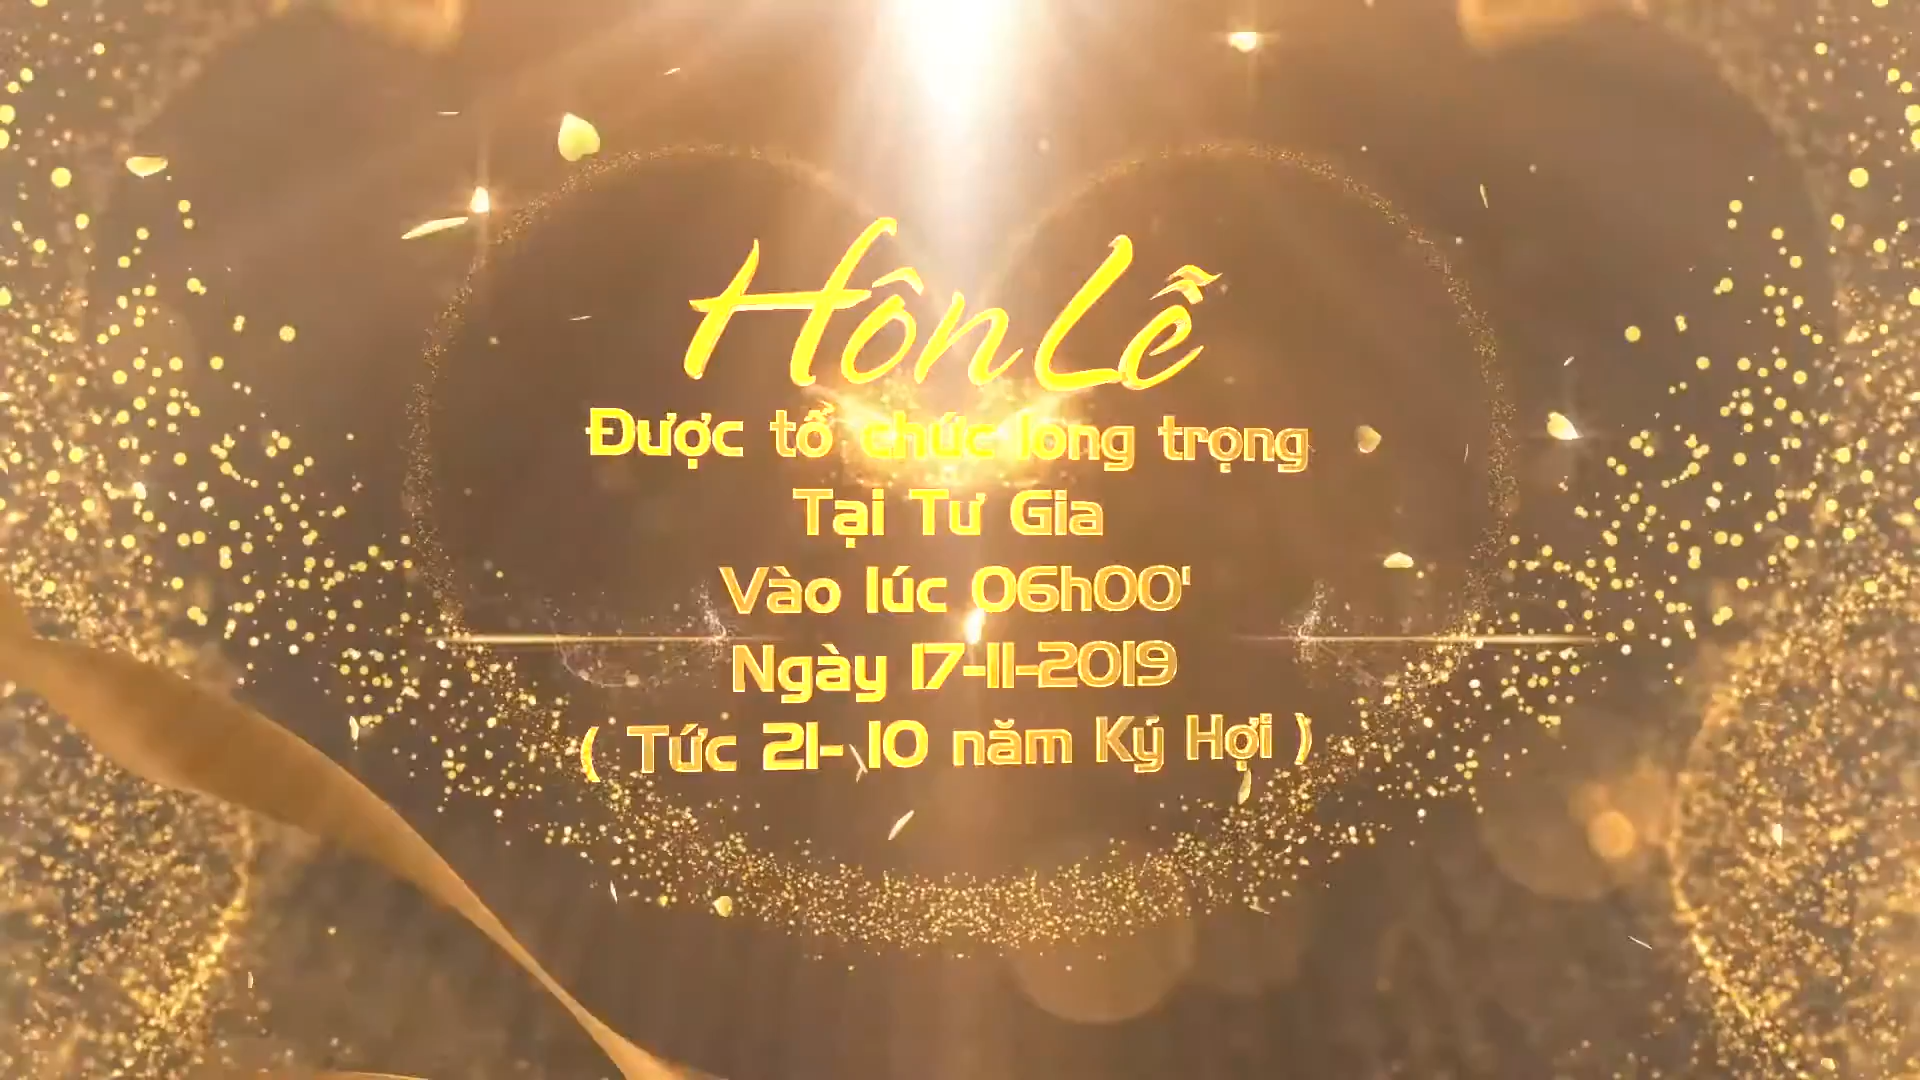 Hôn Lễ
Được tổ chức long trọng
Tại Tư Gia
Vào lúc 06h00'
Ngày 17-11-2019
( Tức 21- 10 năm Ký Hợi )